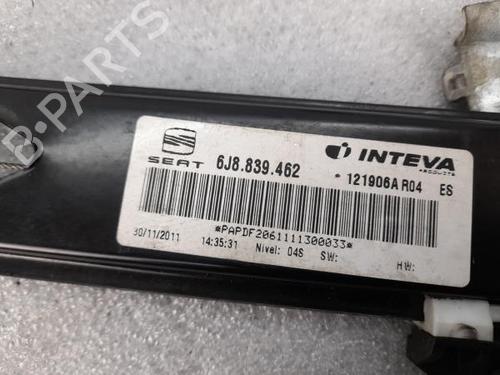 B-PARTS
SEAT 6J8.839.462 INTEVA
PRODUCTS
121906A R04 ES
*PAPDF2061111300033*
30/11/2011 14:35:31 Nivel: 04S SW: HW: